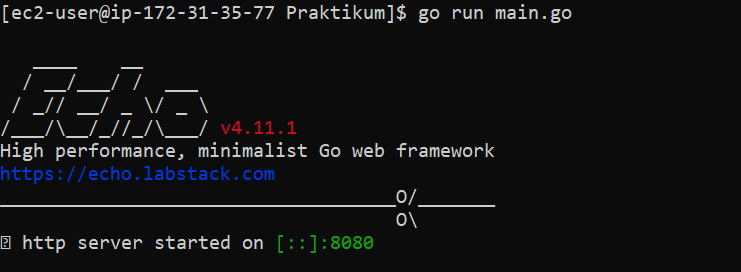 [ec2-user@ip-172-31-35-77 Praktikum]$ go run main.go
   ____    __
  / __/___/ /  ___
 / _// __/ _ \/ _ \
/___/\__/_//_/\___/ v4.11.1
High performance, minimalist Go web framework
https://echo.labstack.com
____________________________________O/_______
                                    O\
⇨ http server started on [::]:8080